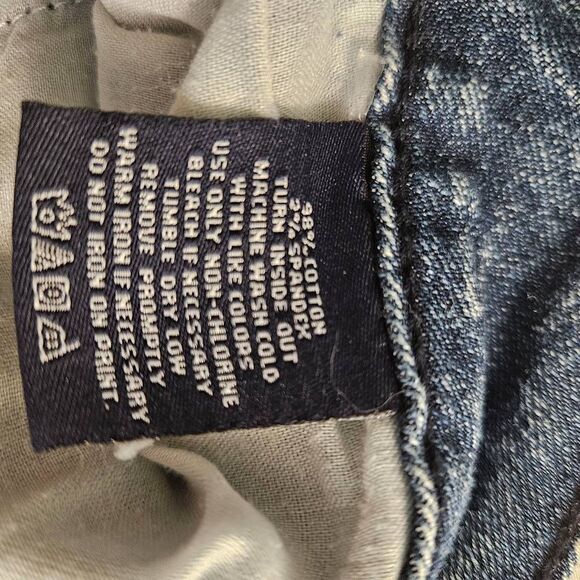 98% COTTON
2% SPANDEX
TURN INSIDE OUT
MACHINE WASH COLD
WITH LIKE COLORS
USE ONLY NON-CHLORINE
BLEACH IF NECESSARY
TUMBLE DRY LOW
REMOVE PROMPTLY
WARM IRON IF NECESSARY
DO NOT IRON ON PRINT.